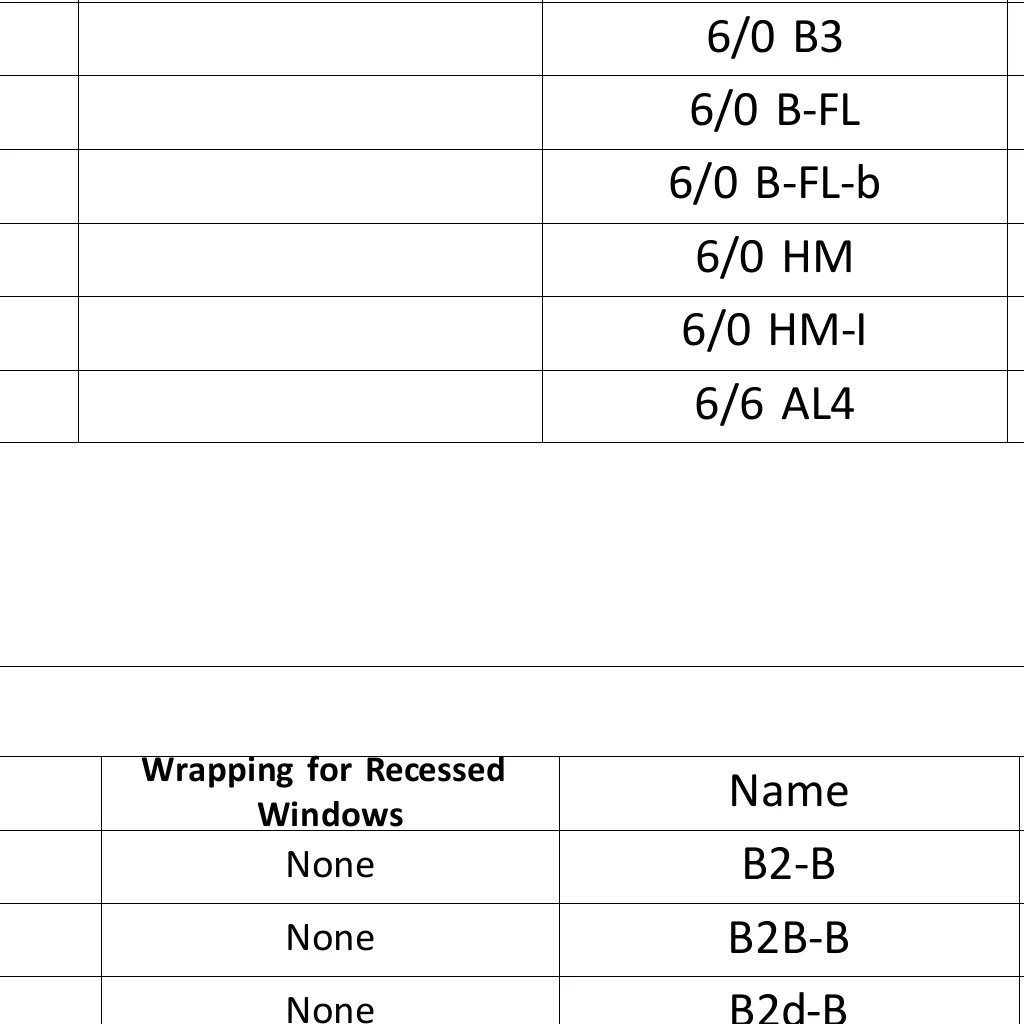 6/0 B3
6/0 B-FL
6/0 B-FL-b
6/0 HM
6/0 HM-I
6/6 AL4
Wrapping for Recessed
Windows
Name
None
B2-B
None
B2B-B
None
B2d-B